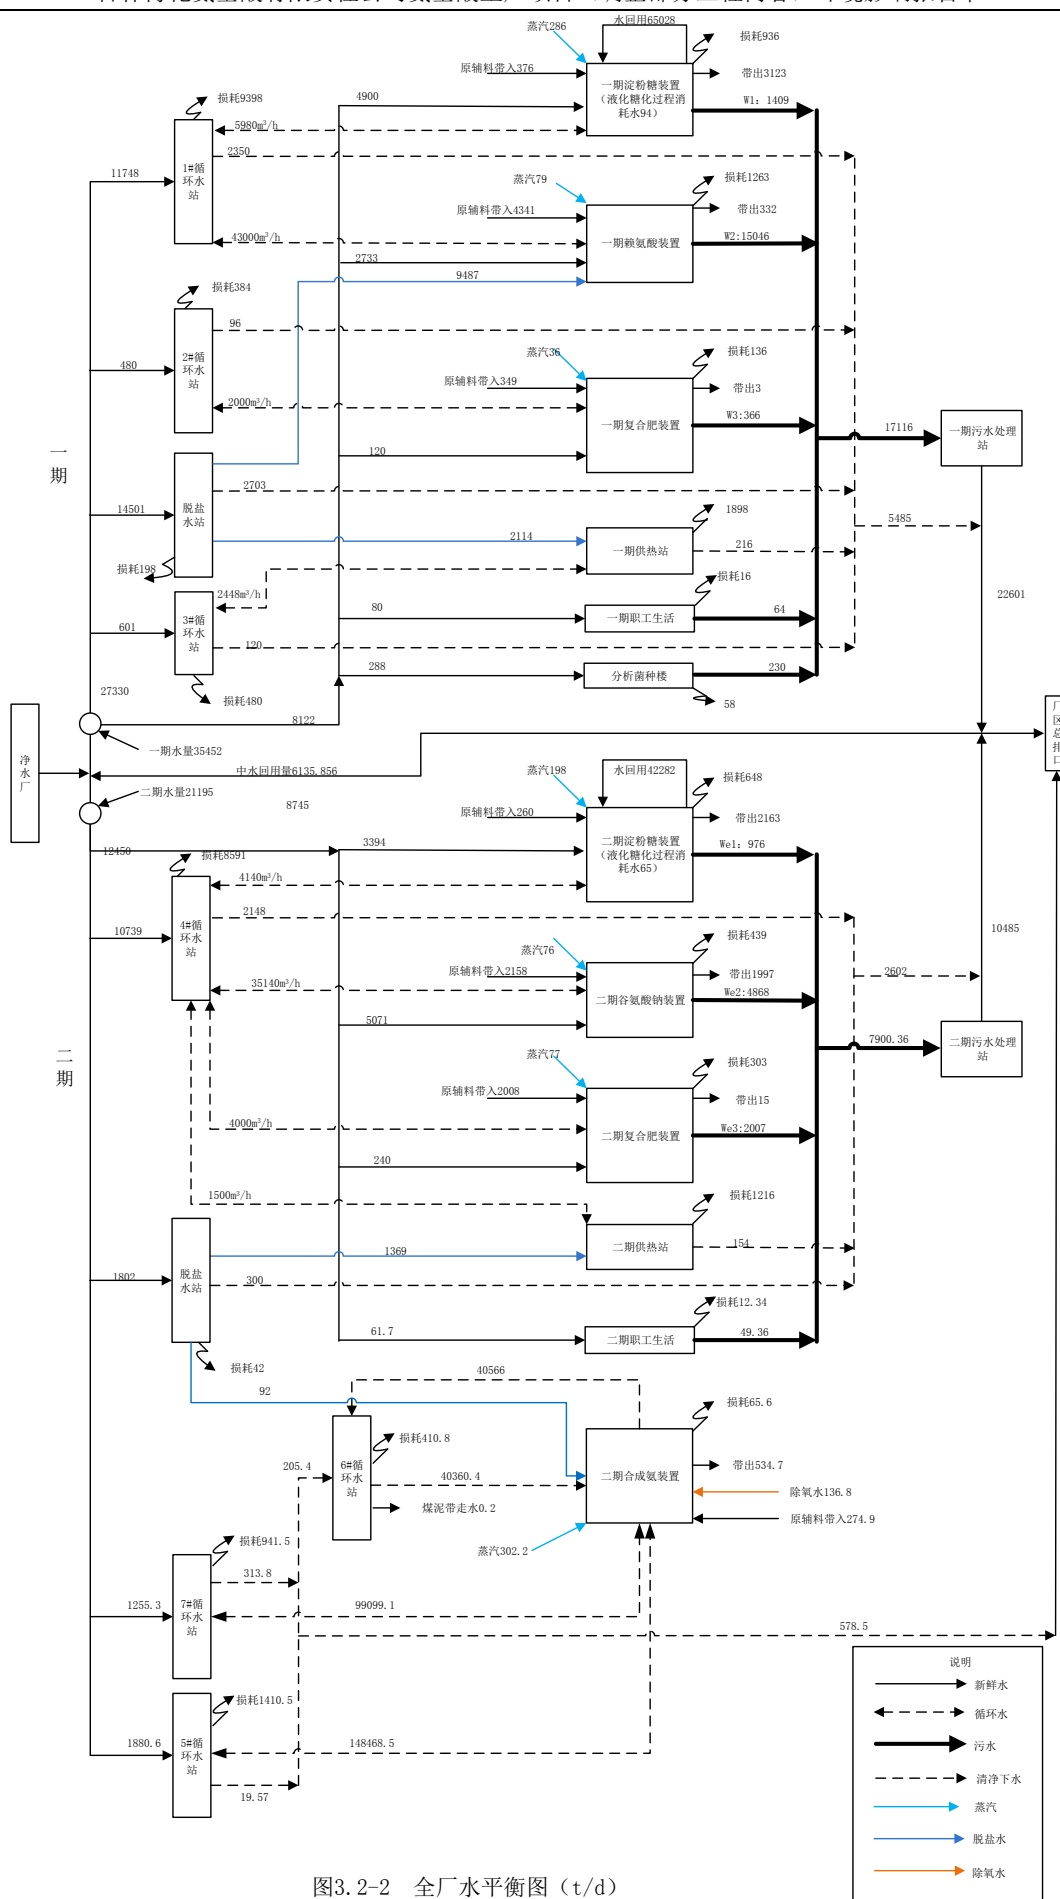 蒸汽286
水回用65028
损耗936
原辅料带入376
带出3123
一期淀粉糖装置
（液化糖化过程消
耗水94）
4900
W1: 1409
损耗9398
5980m³/h
2350
1#循
环水
站
11748
43000m³/h
蒸汽79
损耗1263
原辅料带入4341
带出332
一期赖氨酸装置
W2:15046
2733
9487
损耗384
96
2#循
环水
站
480
2000m³/h
蒸汽36
损耗136
原辅料带入349
带出3
一期复合肥装置
W3:366
120
17116
一期污水处理
站
一
期
2703
脱盐
水站
14501
损耗198
2114
1898
一期供热站
216
5485
2448m³/h
3#循
环水
站
601
120
损耗480
80
损耗16
一期职工生活
64
22601
288
分析菌种楼
230
58
27330
8122
一期水量35452
净
水
厂
中水回用量6135.856
厂
区
总
排
口
二期水量21195
8745
12450
蒸汽198
水回用42282
损耗648
原辅料带入260
带出2163
二期淀粉糖装置
（液化糖化过程消
耗水65）
3394
We1: 976
损耗8591
4140m³/h
2148
4#循
环水
站
10739
35140m³/h
蒸汽76
损耗439
原辅料带入2158
带出1997
二期谷氨酸钠装置
We2:4868
5071
2602
10485
7900.36
二期污水处理
站
二
期
蒸汽77
损耗303
原辅料带入2008
带出15
二期复合肥装置
We3:2007
4000m³/h
240
1500m³/h
损耗1216
二期供热站
154
1369
脱盐
水站
1802
300
损耗42
61.7
损耗12.34
二期职工生活
49.36
92
40566
损耗65.6
6#循
环水
站
损耗410.8
205.4
40360.4
煤泥带走水0.2
二期合成氨装置
带出534.7
除氧水136.8
原辅料带入274.9
蒸汽302.2
损耗941.5
313.8
7#循
环水
站
1255.3
99099.1
578.5
损耗1410.5
5#循
环水
站
1880.6
148468.5
19.57
说明
新鲜水
循环水
污水
清净下水
蒸汽
脱盐水
除氧水
图3.2-2 全厂水平衡图（t/d）